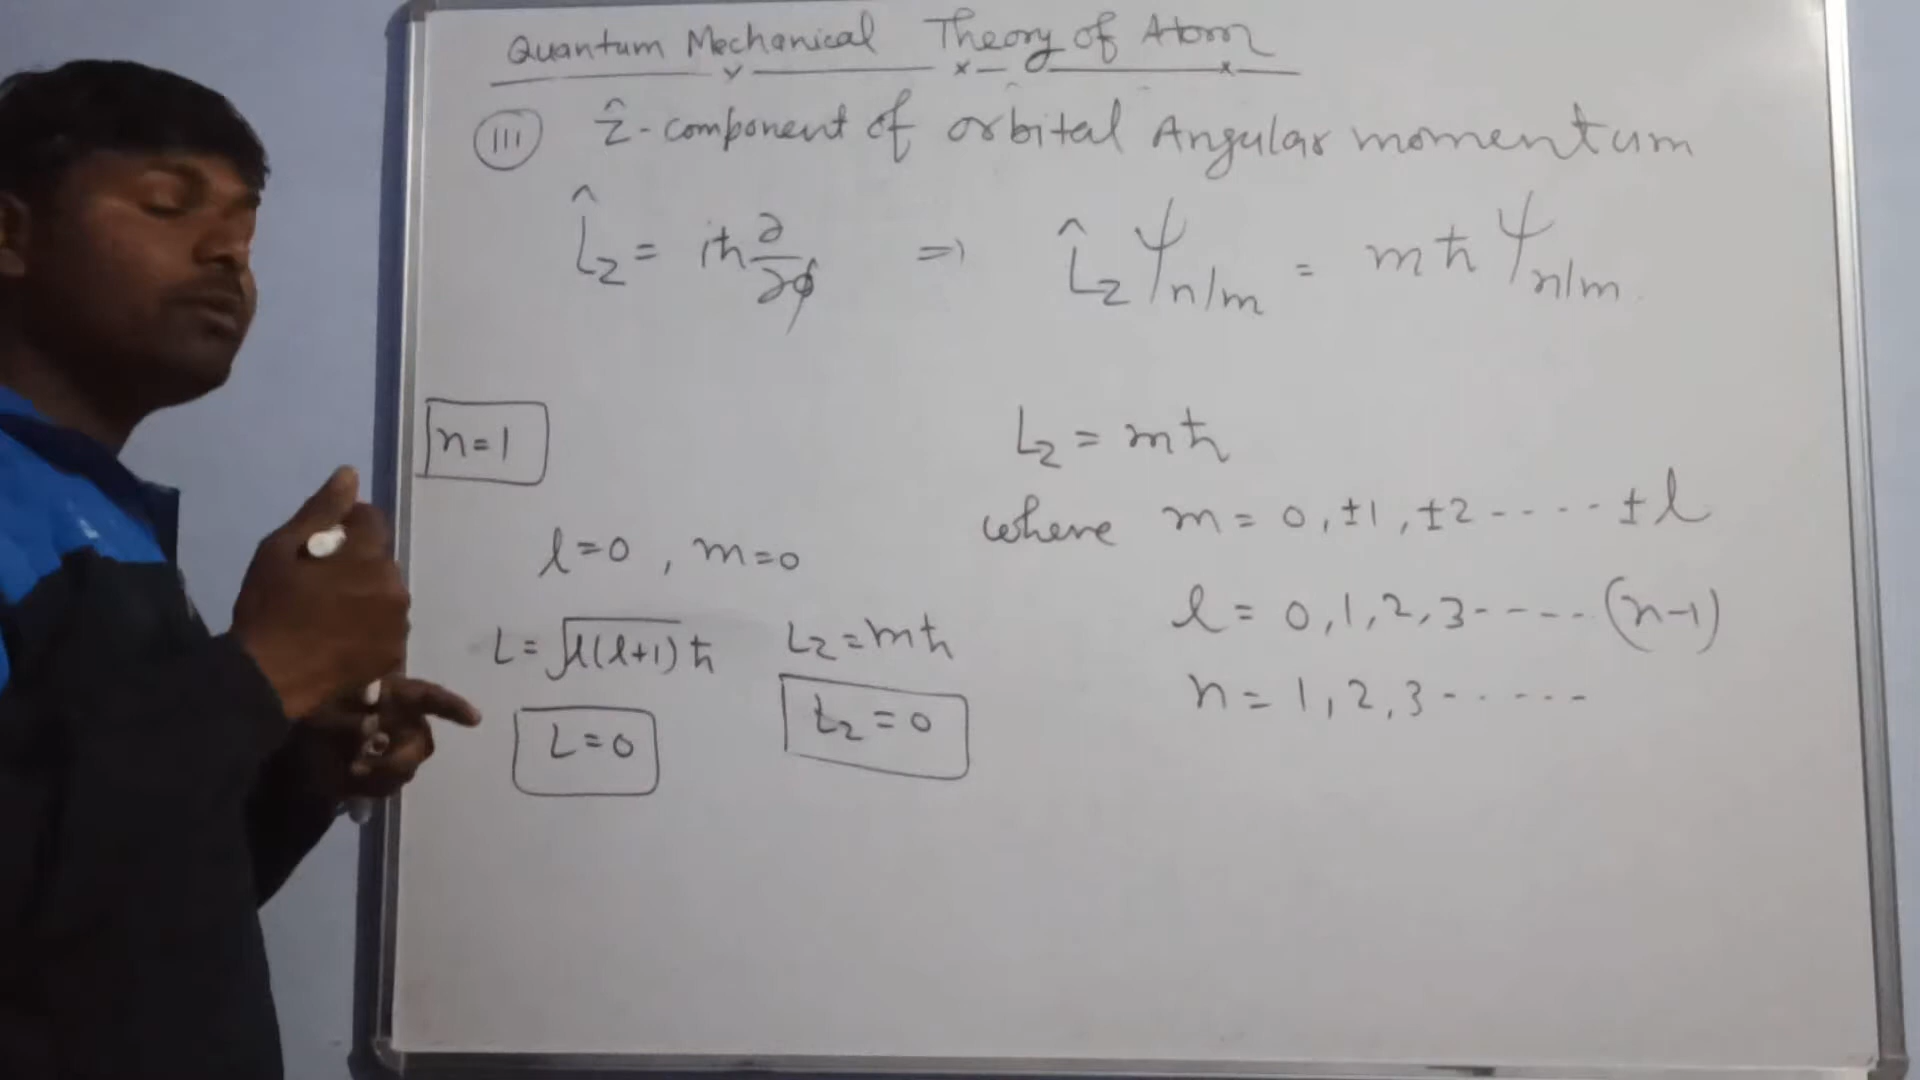 Quantum Mechanical Theory of Atom
(III) ẑ-component of orbital Angular momentum
L̂z = iħ ∂/∂φ ⇒ L̂z ψnlm = mħ ψnlm
n=1
Lz = mħ
where m = 0, ±1, ±2 ---- ±l
l=0, m=0
l = 0,1,2,3---- (n-1)
L=√l(l+1) ħ Lz=mħ
n = 1,2,3-----
L=0 Lz=0